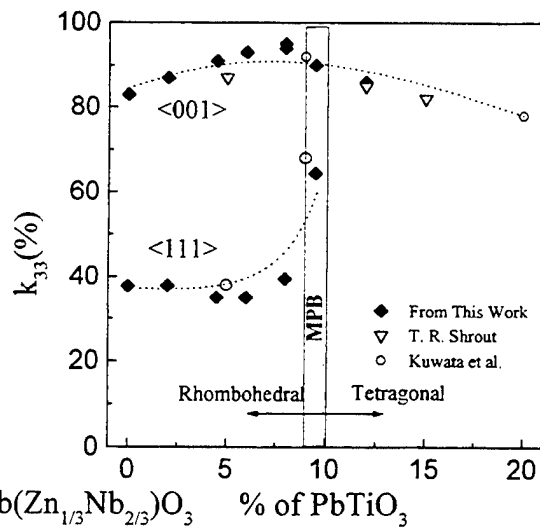 100
80
60
40
20
0
k33(%)
<001>
<111>
MPB
From This Work
T. R. Shrout
Kuwata et al.
Rhombohedral
Tetragonal
0 5 10 15 20
b(Zn1/3Nb2/3)O3 % of PbTiO3